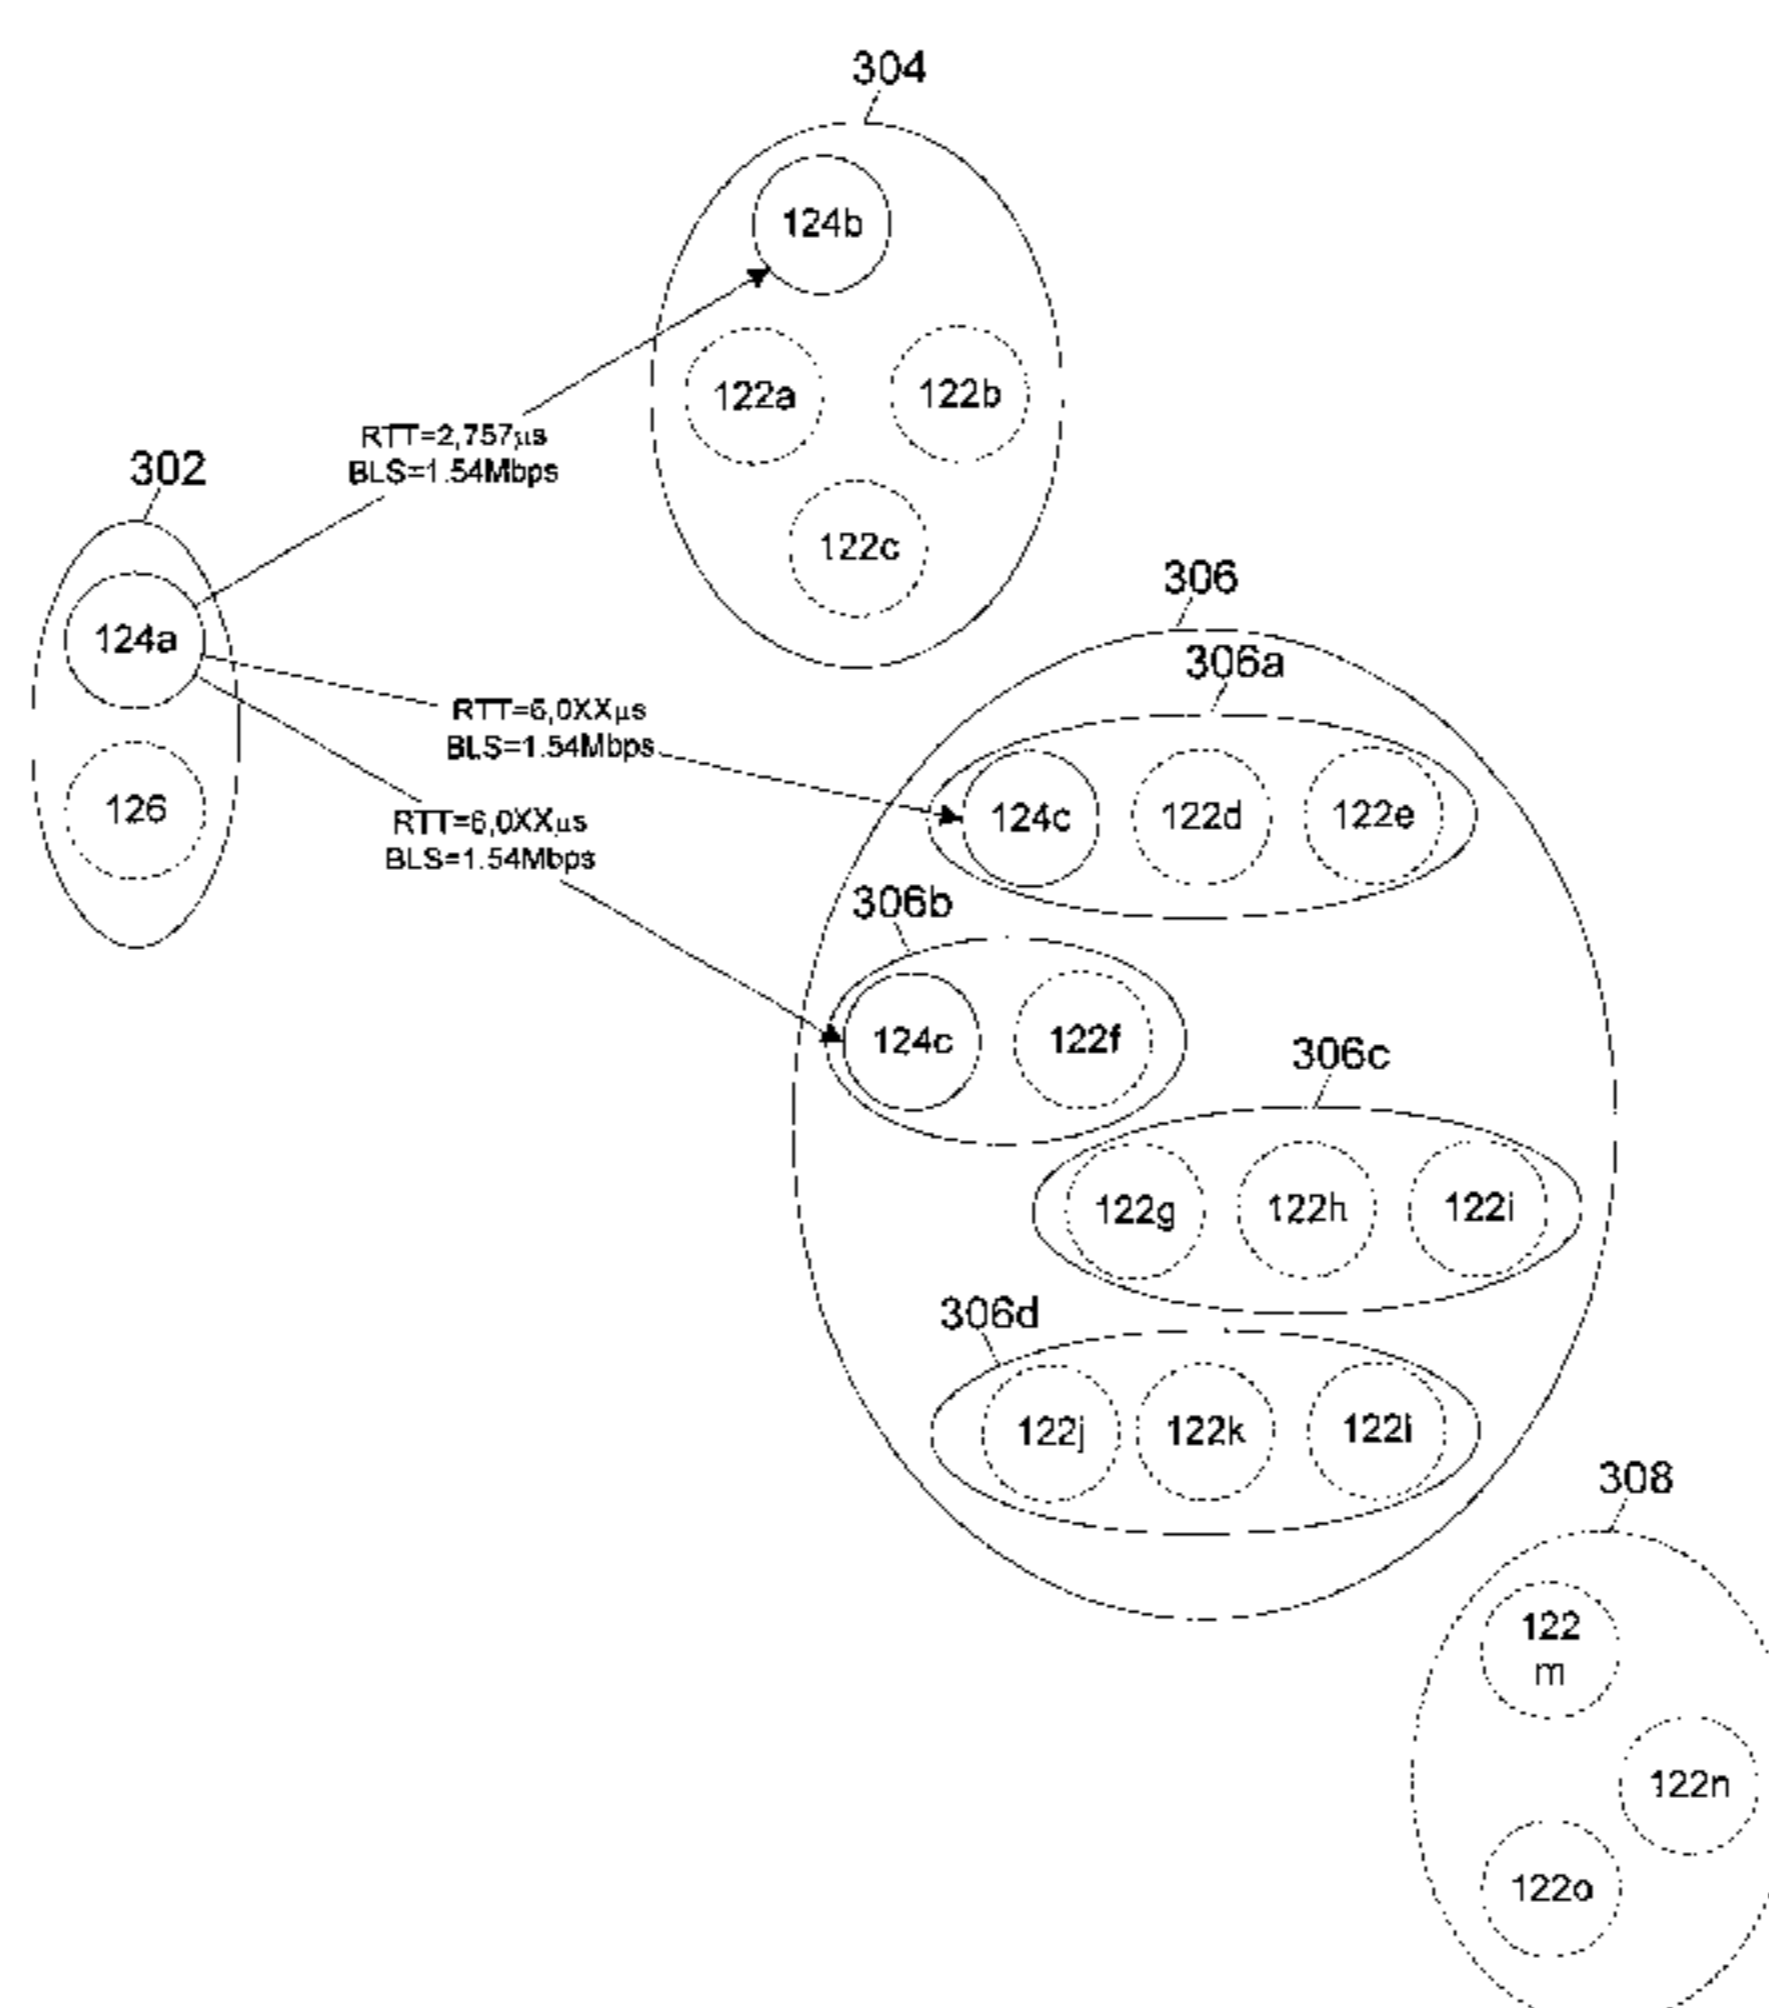 304
124b
122a
122b
RTT=2,757µs
BLS=1.54Mbps
302
122c
306
124a
306a
RTT=6,0XXµs
BLS=1.54Mbps
126
RTT=6,0XXµs
BLS=1.54Mbps
124c
122d
122e
306b
124c
122f
306c
122g
122h
122i
306d
122j
122k
122l
308
122
m
122n
122o